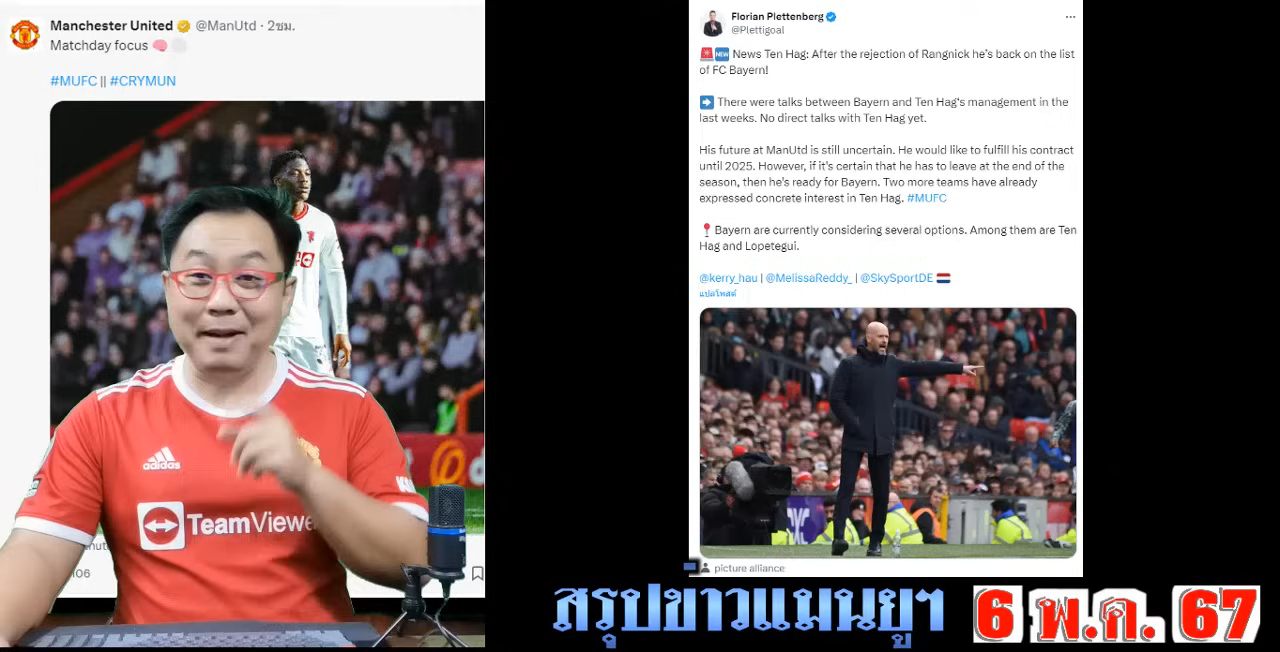 Manchester United @ManUtd · 2ชม.
Matchday focus
#MUFC || #CRYMUN
adidas
TeamViewer
106
Florian Plettenberg
@Plettigoal
NEW News Ten Hag: After the rejection of Rangnick he's back on the list
of FC Bayern!
There were talks between Bayern and Ten Hag's management in the
last weeks. No direct talks with Ten Hag yet.
His future at ManUtd is still uncertain. He would like to fulfill his contract
until 2025. However, if it's certain that he has to leave at the end of the
season, then he's ready for Bayern. Two more teams have already
expressed concrete interest in Ten Hag. #MUFC
Bayern are currently considering several options. Among them are Ten
Hag and Lopetegui.
@kerry_hau | @MelissaReddy_ | @SkySportDE
แปลโพสต์
picture alliance
สรุปข่าวแมนยูฯ 6 พ.ค. 67